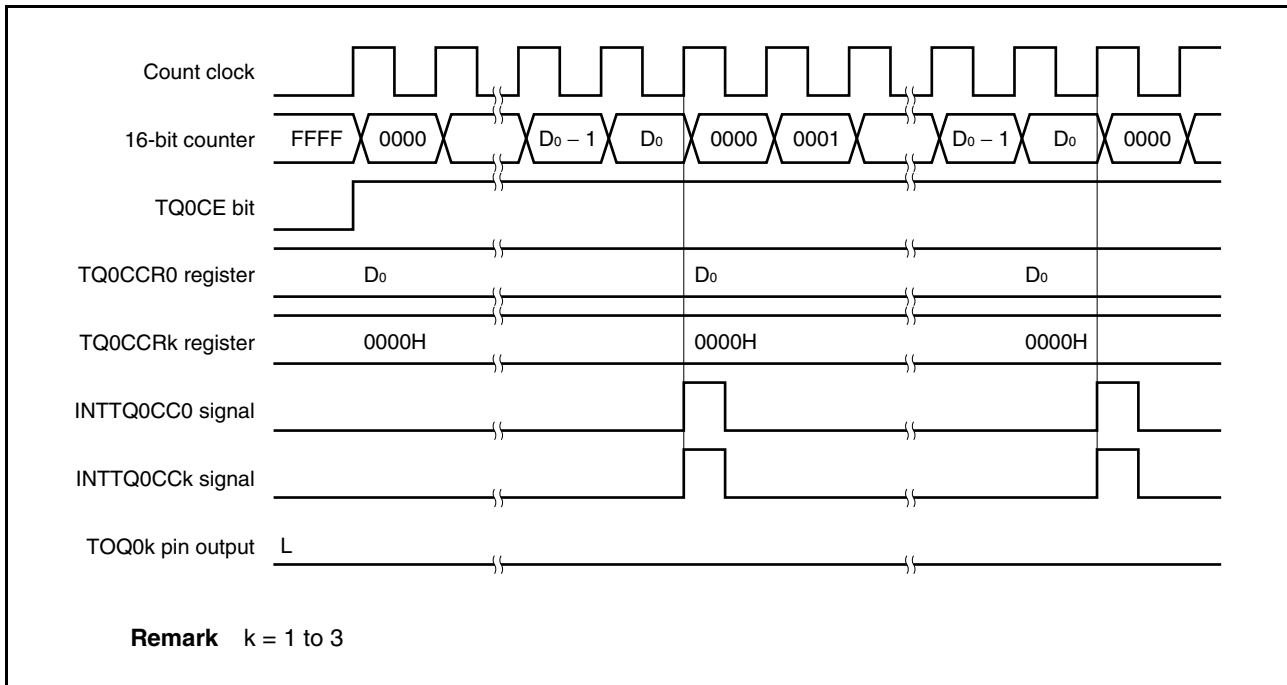 Count clock
16-bit counter FFFF 0000 D₀ – 1 D₀ 0000 0001 D₀ – 1 D₀ 0000
TQ0CE bit
TQ0CCR0 register D₀ D₀ D₀
TQ0CCRk register 0000H 0000H 0000H
INTTQ0CC0 signal
INTTQ0CCk signal
TOQ0k pin output L
Remark k = 1 to 3